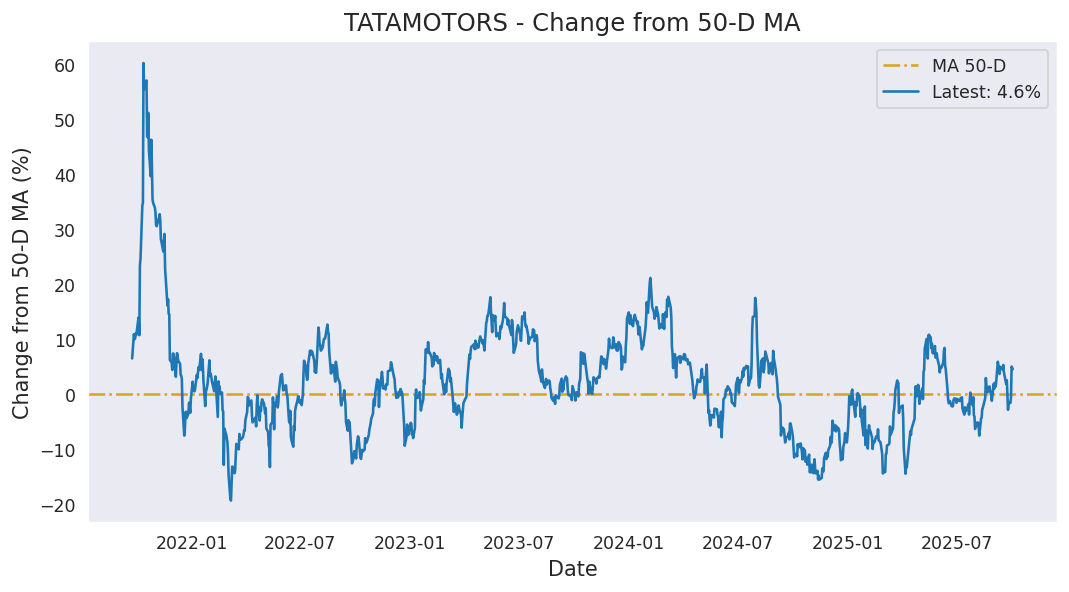 TATAMOTORS - Change from 50-D MA
MA 50-D
Latest: 4.6%
Change from 50-D MA (%)
60
50
40
30
20
10
0
−10
−20
2022-01 2022-07 2023-01 2023-07 2024-01 2024-07 2025-01 2025-07
Date